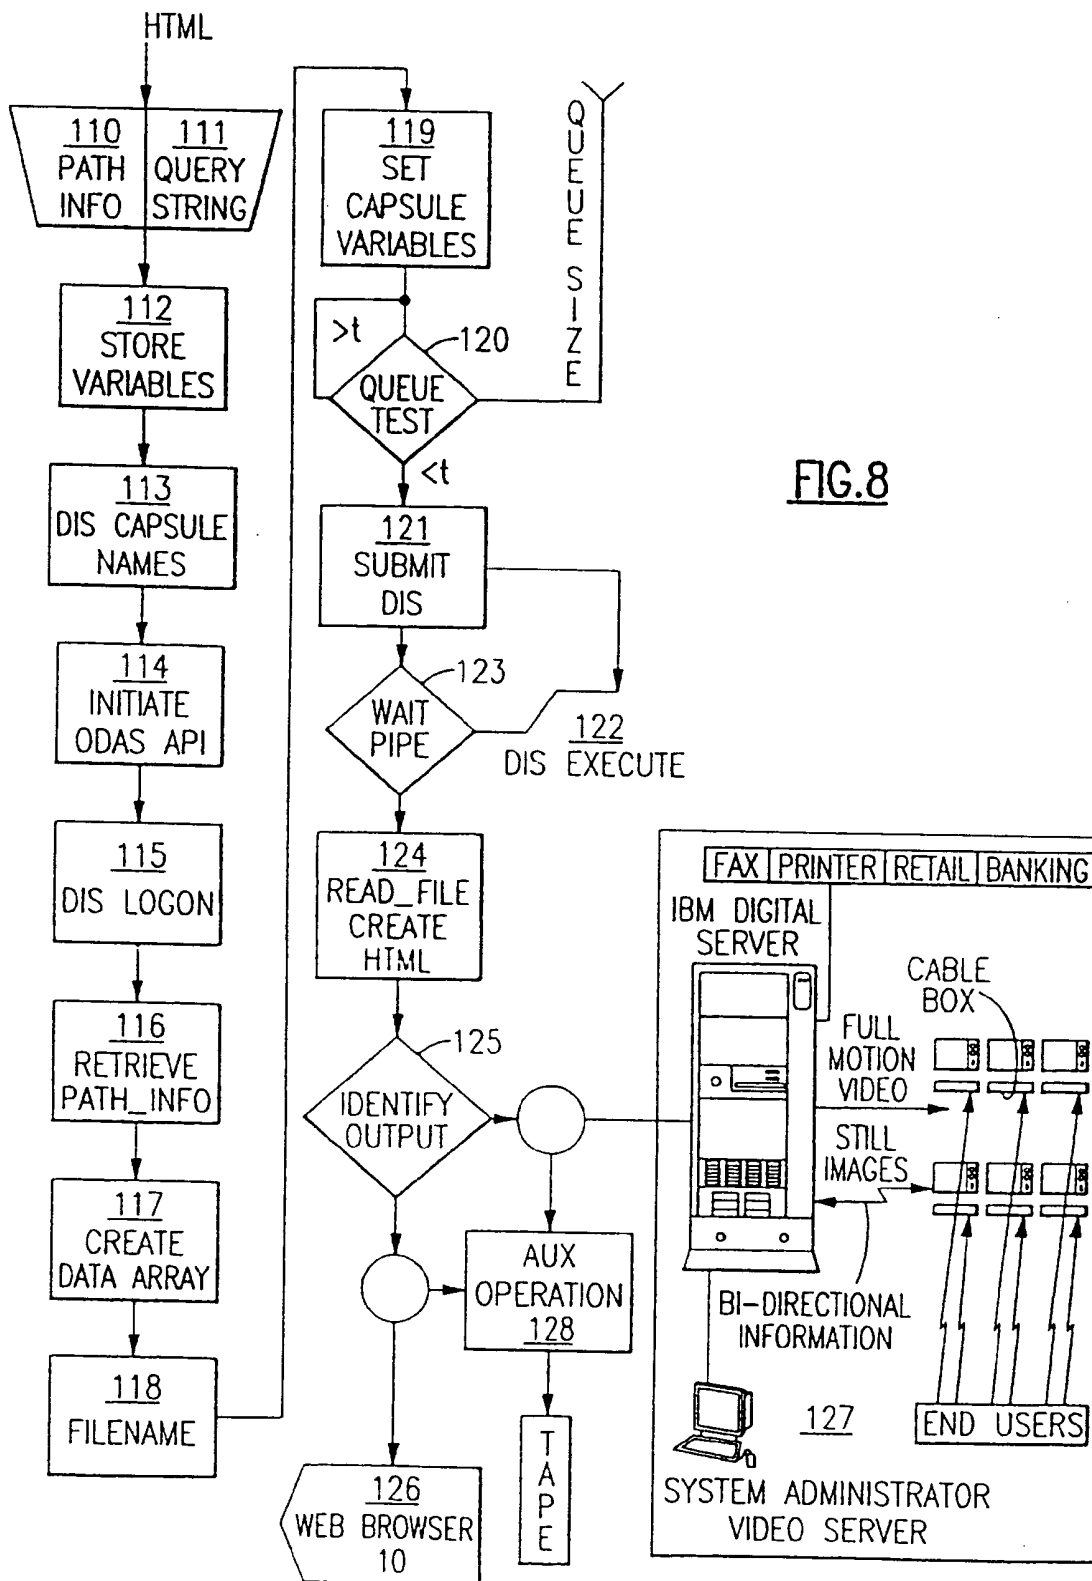 HTML
110
PATH
INFO
111
QUERY
STRING
112
STORE
VARIABLES
113
DIS CAPSULE
NAMES
114
INITIATE
ODAS API
115
DIS LOGON
116
RETRIEVE
PATH_INFO
117
CREATE
DATA ARRAY
118
FILENAME
119
SET
CAPSULE
VARIABLES
QUEUE SIZE
>t
120
QUEUE
TEST
<t
121
SUBMIT
DIS
123
WAIT
PIPE
122
DIS EXECUTE
124
READ_FILE
CREATE
HTML
125
IDENTIFY
OUTPUT
AUX
OPERATION
128
TAPE
126
WEB BROWSER
10
FIG.8
FAX PRINTER RETAIL BANKING
IBM DIGITAL
SERVER
CABLE
BOX
FULL
MOTION
VIDEO
STILL
IMAGES
BI-DIRECTIONAL
INFORMATION
127
END USERS
SYSTEM ADMINISTRATOR
VIDEO SERVER